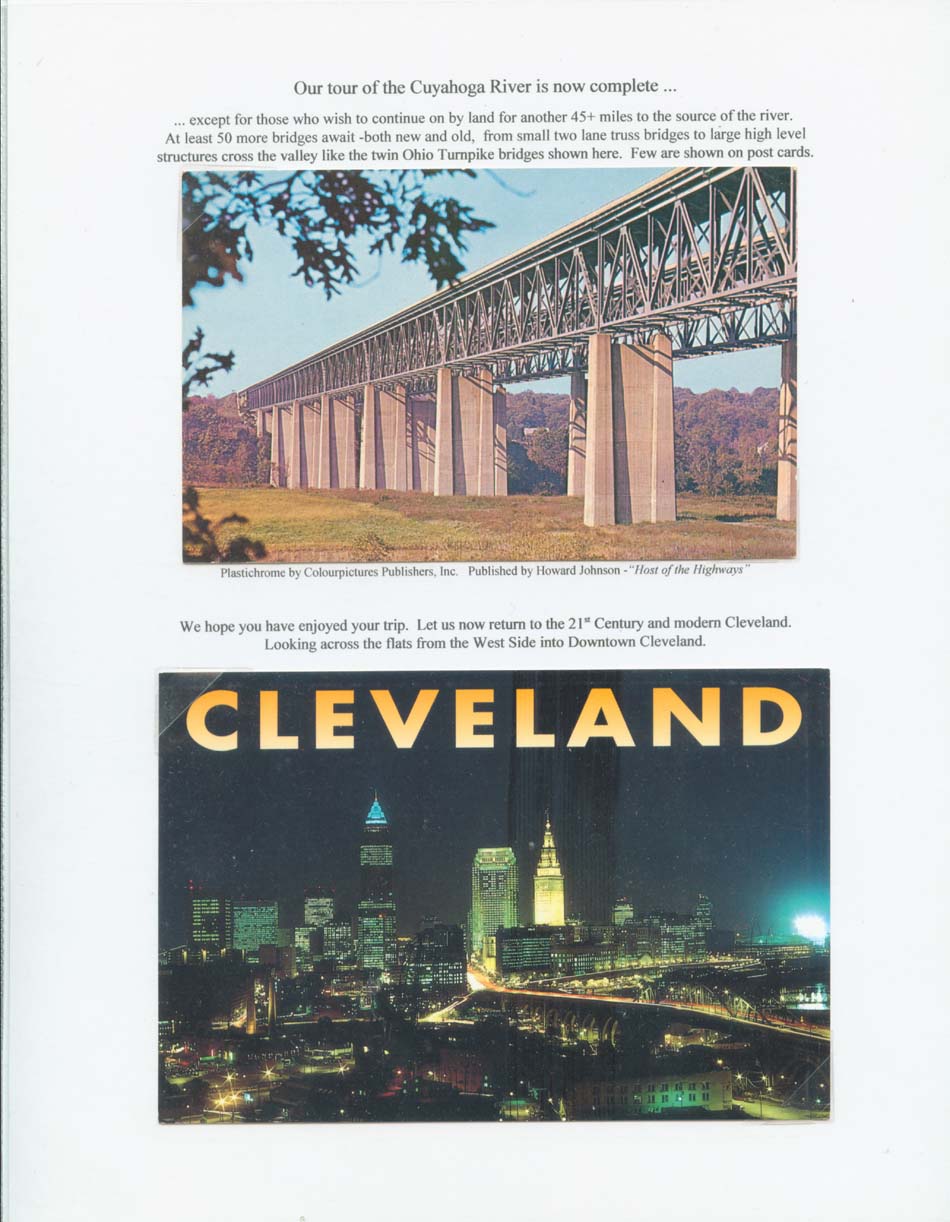 Our tour of the Cuyahoga River is now complete ...
... except for those who wish to continue on by land for another 45+ miles to the source of the river.
At least 50 more bridges await -both new and old, from small two lane truss bridges to large high level
structures cross the valley like the twin Ohio Turnpike bridges shown here. Few are shown on post cards.
Plastichrome by Colourpictures Publishers, Inc. Published by Howard Johnson -"Host of the Highways"
We hope you have enjoyed your trip. Let us now return to the 21st Century and modern Cleveland.
Looking across the flats from the West Side into Downtown Cleveland.
CLEVELAND